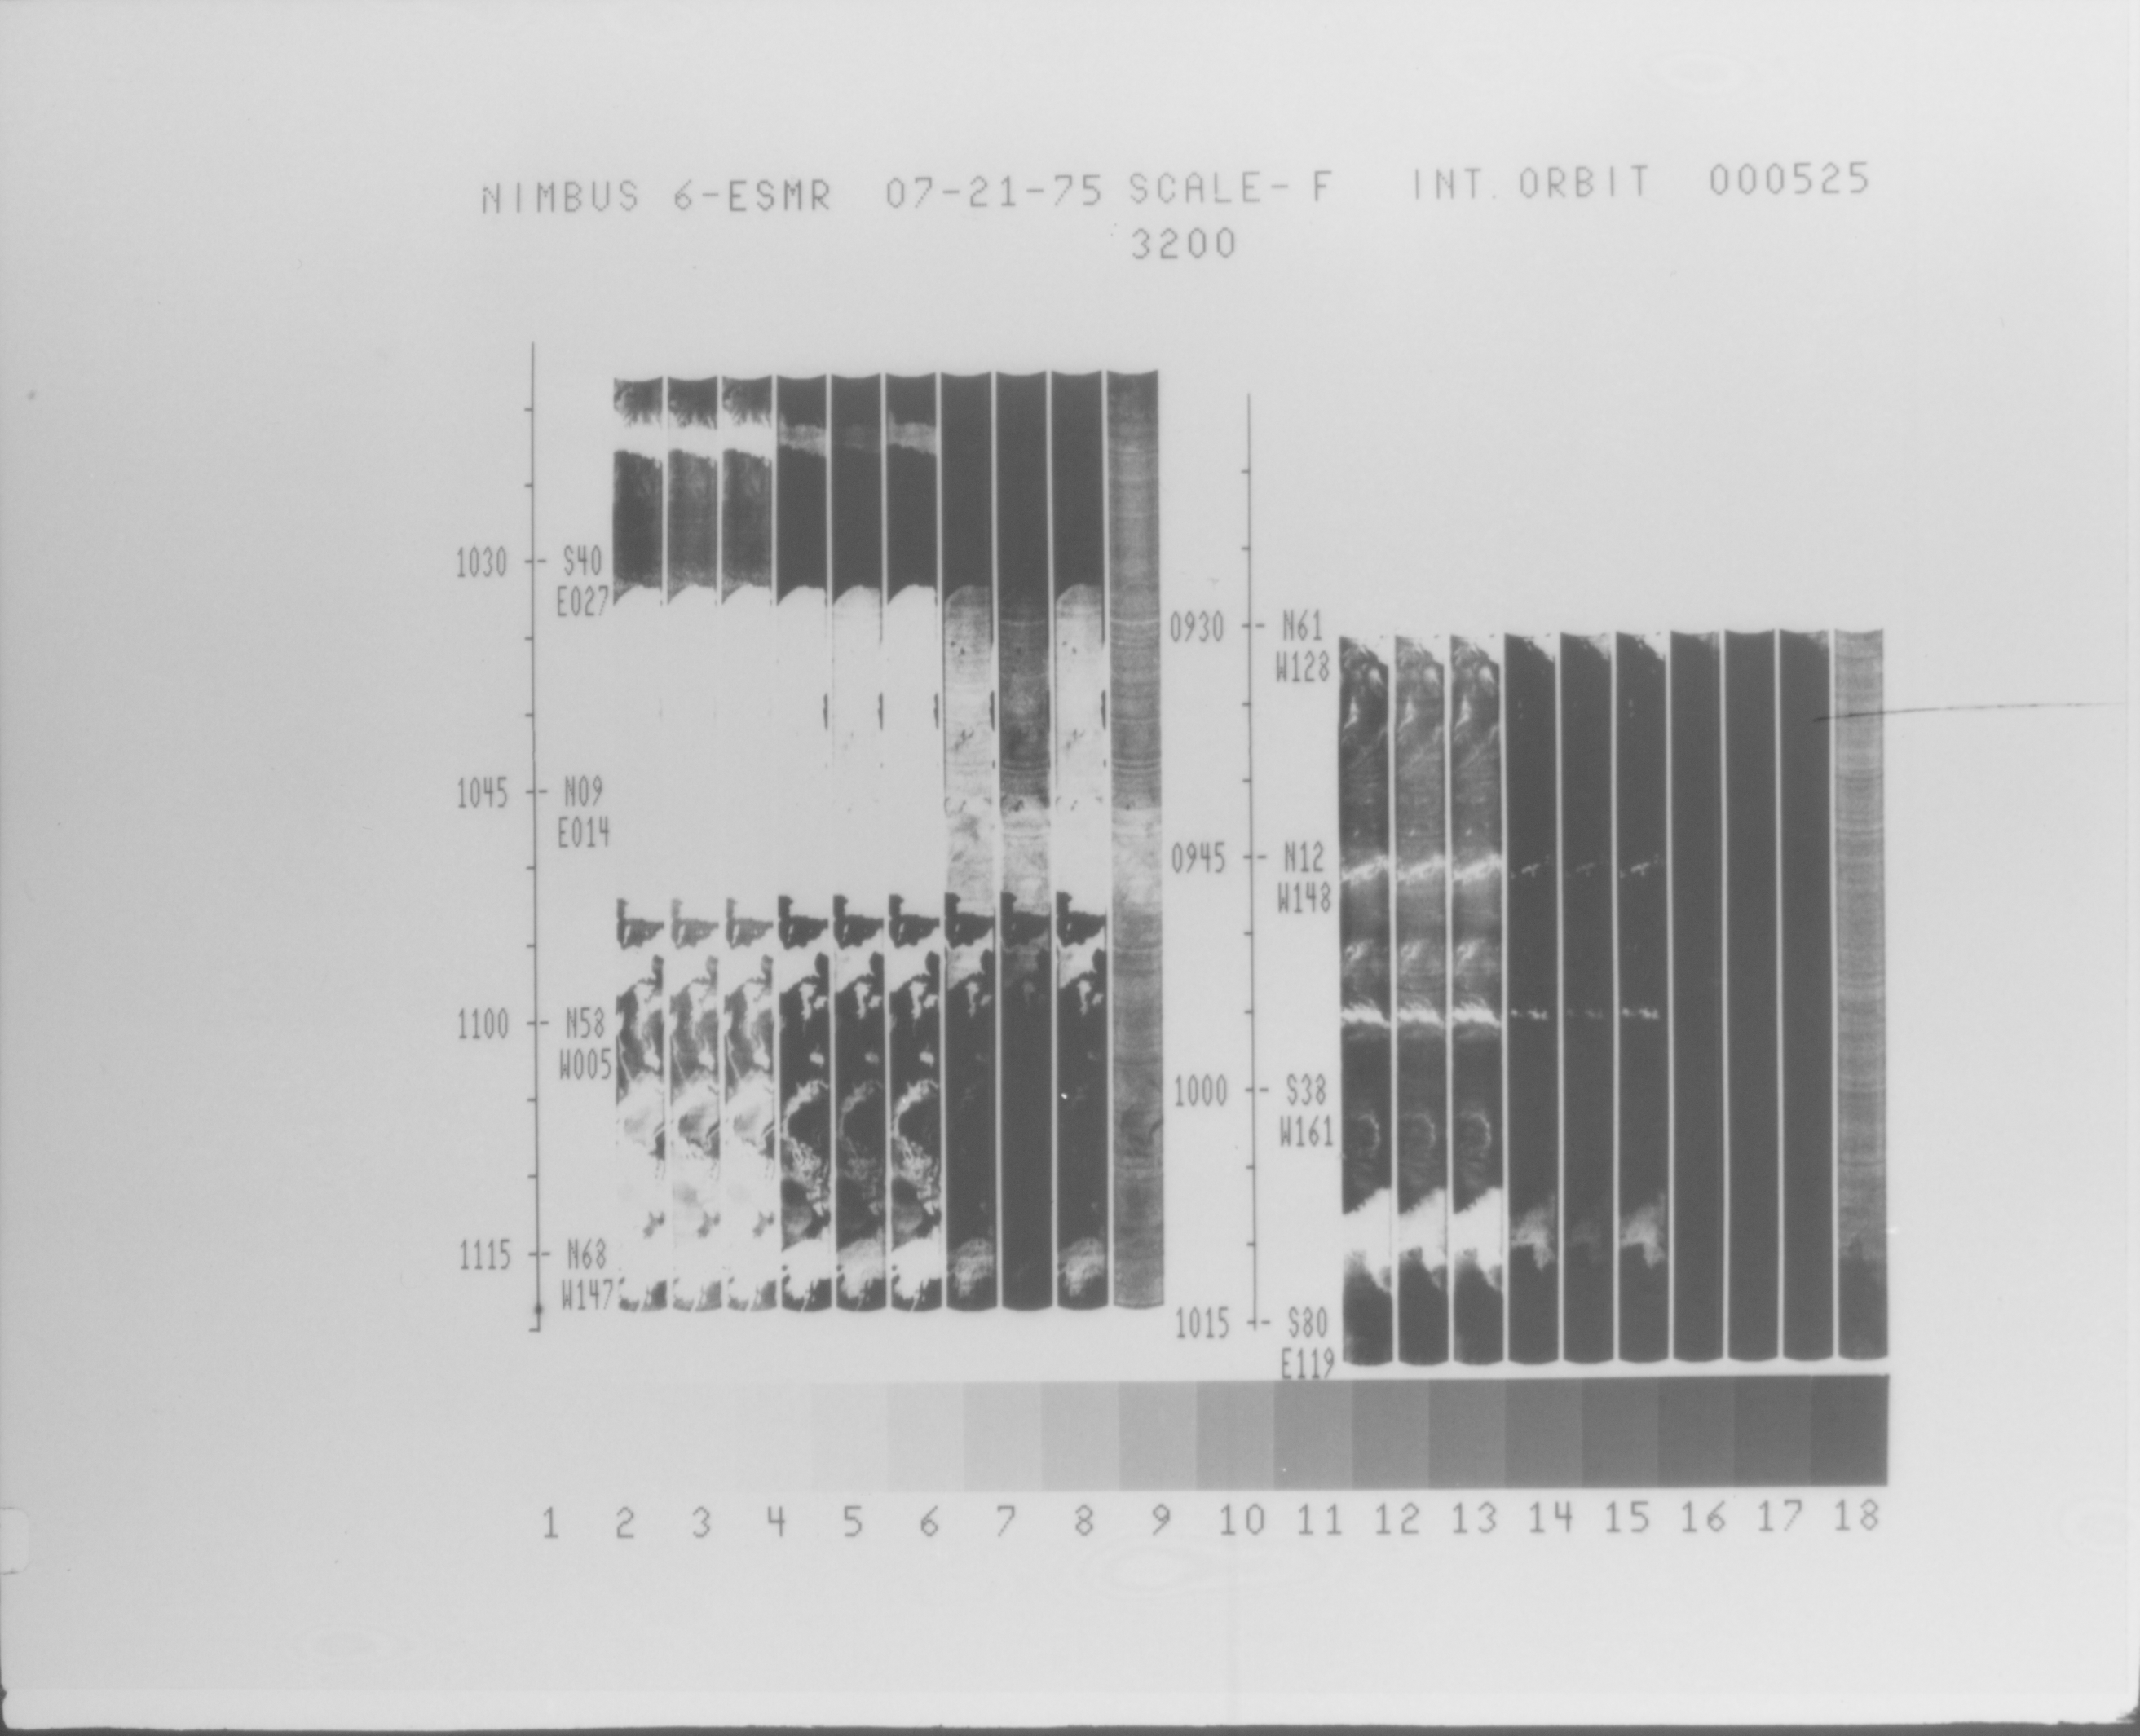 NIMBUS 6-ESMR 07-21-75 SCALE- F INT. ORBIT 000525
3200
1030 S40
E027
1045 N09
E014
1100 N58
W005
1115 N68
W147
0930 N61
W128
0945 N12
W148
1000 S38
W161
1015 S80
E119
1 2 3 4 5 6 7 8 9 10 11 12 13 14 15 16 17 18